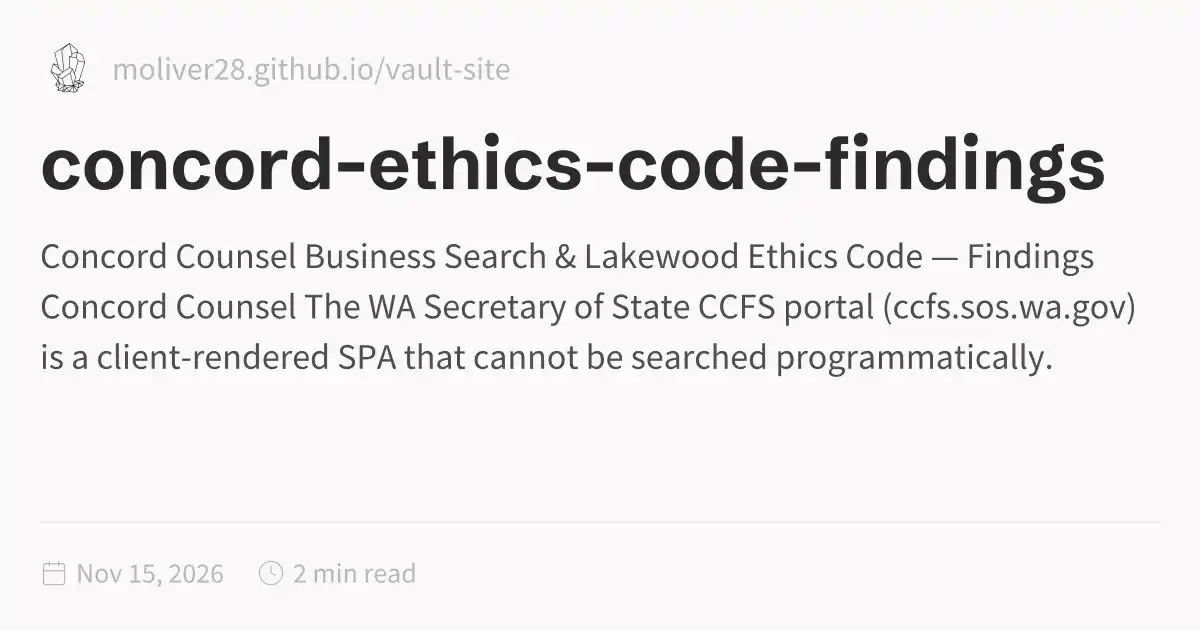 moliver28.github.io/vault-site
concord-ethics-code-findings
Concord Counsel Business Search & Lakewood Ethics Code — Findings
Concord Counsel The WA Secretary of State CCFS portal (ccfs.sos.wa.gov)
is a client-rendered SPA that cannot be searched programmatically.
Nov 15, 2026 2 min read